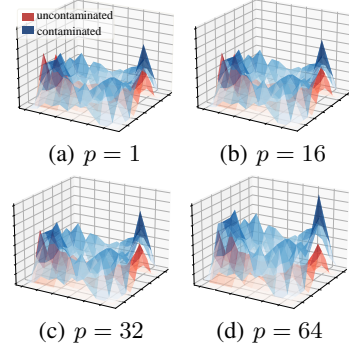 uncontaminated
contaminated
(a) p = 1
(b) p = 16
(c) p = 32
(d) p = 64